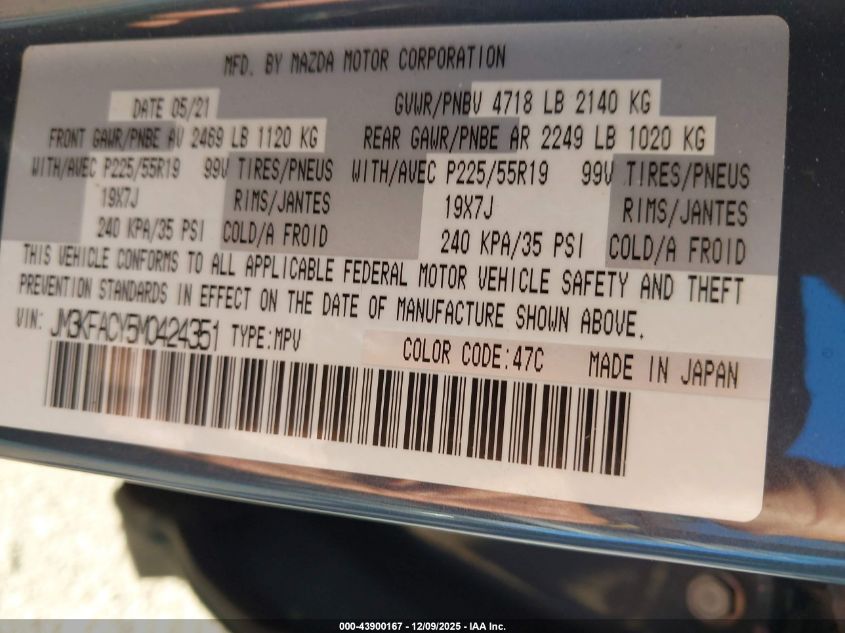 MFD. BY MAZDA MOTOR CORPORATION
DATE 05/21 GVWR/PNBV 4718 LB 2140 KG
FRONT GAWR/PNBE AV 2469 LB 1120 KG REAR GAWR/PNBE AR 2249 LB 1020 KG
WITH/AVEC P225/55R19 99V TIRES/PNEUS WITH/AVEC P225/55R19 99V TIRES/PNEUS
19X7J RIMS/JANTES 19X7J RIMS/JANTES
240 KPA/35 PSI COLD/A FROID 240 KPA/35 PSI COLD/A FROID
THIS VEHICLE CONFORMS TO ALL APPLICABLE FEDERAL MOTOR VEHICLE SAFETY AND THEFT
PREVENTION STANDARDS IN EFFECT ON THE DATE OF MANUFACTURE SHOWN ABOVE.
VIN: JM3KFACY5M0424351 TYPE:MPV
COLOR CODE:47C MADE IN JAPAN
000-43900167 - 12/09/2025 - IAA Inc.